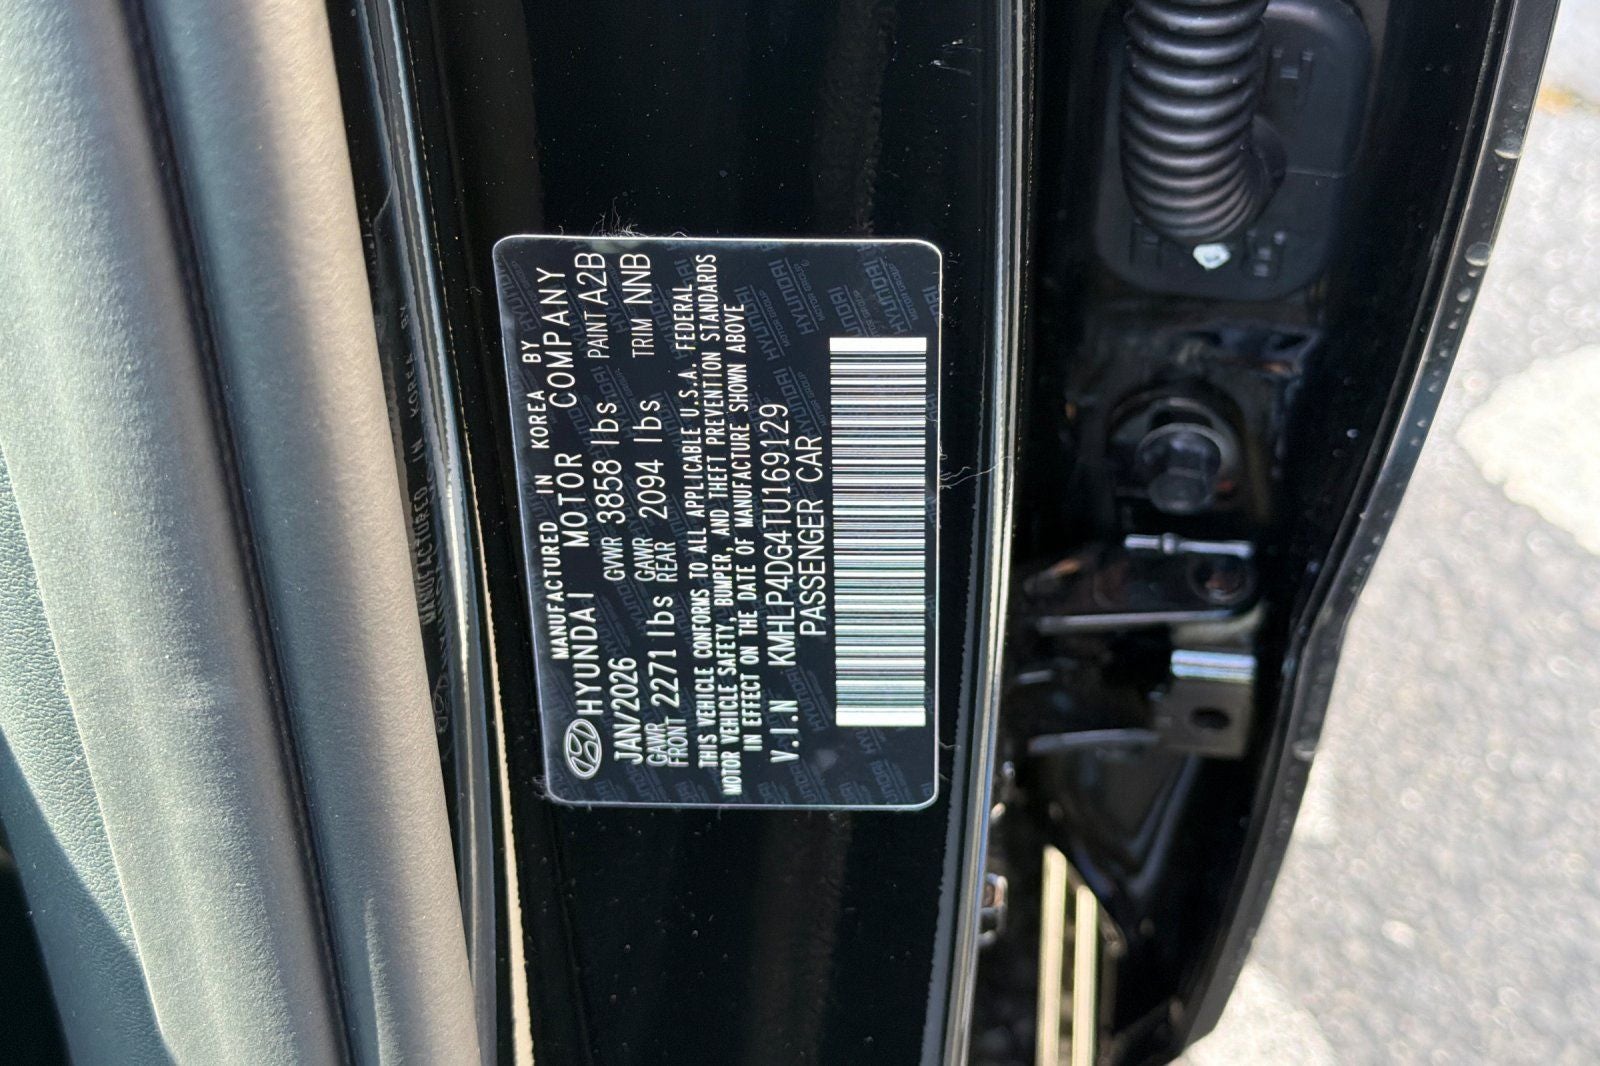 MANUFACTURED IN KOREA BY
HYUNDAI MOTOR COMPANY
JAN/2026 GVWR 3858 lbs PAINT A2B
GAWR FRONT 2271 lbs GAWR REAR 2094 lbs TRIM NNB
THIS VEHICLE CONFORMS TO ALL APPLICABLE U.S.A. FEDERAL
MOTOR VEHICLE SAFETY, BUMPER, AND THEFT PREVENTION STANDARDS
IN EFFECT ON THE DATE OF MANUFACTURE SHOWN ABOVE
V.I.N KMHLP4DG4TU169129
PASSENGER CAR